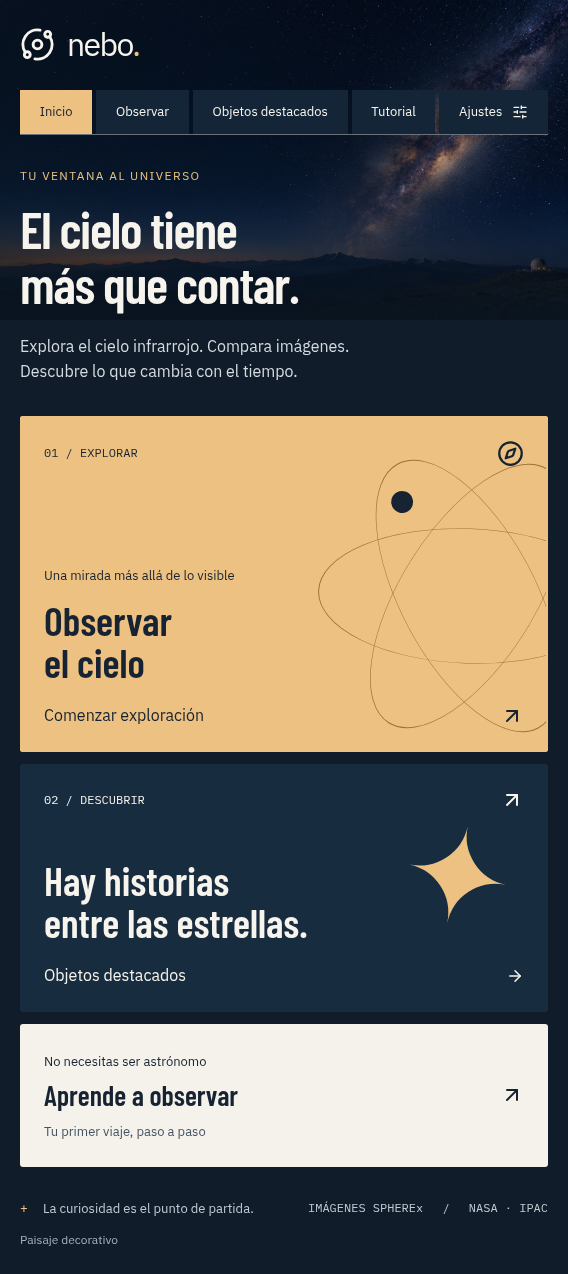 nebo.
Inicio
Observar
Objetos destacados
Tutorial
Ajustes
TU VENTANA AL UNIVERSO
El cielo tiene
más que contar.
Explora el cielo infrarrojo. Compara imágenes.
Descubre lo que cambia con el tiempo.
01 / EXPLORAR
Una mirada más allá de lo visible
Observar
el cielo
Comenzar exploración
02 / DESCUBRIR
Hay historias
entre las estrellas.
Objetos destacados
No necesitas ser astrónomo
Aprende a observar
Tu primer viaje, paso a paso
+ La curiosidad es el punto de partida.
IMÁGENES SPHEREx / NASA · IPAC
Paisaje decorativo